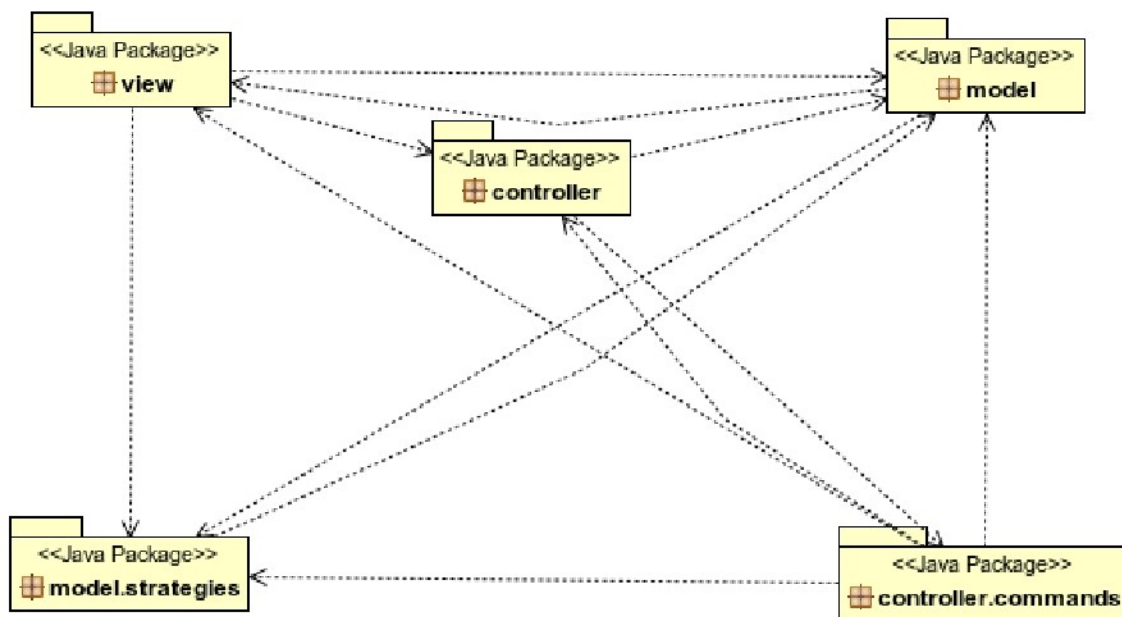 <<Java Package>>
view
<<Java Package>>
model
<<Java Package>>
controller
<<Java Package>>
model.strategies
<<Java Package>>
controller.commands